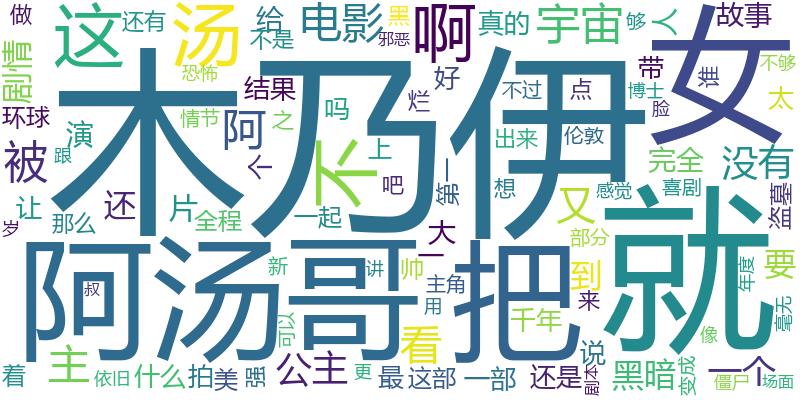 做 还有 给 电影 啊 真的 宇宙 够 人 女 故事
这 汤 不是 黑 邪恶 谁 不够
剧情 恐怖 结果 好 不过 点 带 博士 太
木乃伊
环球 情节 之 吗 烂 出来 伦敦 脸
被 演 阿 不 上 第一 完全 没有
跟 个 吧 想 感觉 喜剧 盗墓
让 还 片 全程 一起 又
岁 那么 大 部分
阿汤哥 把 就
新 讲 帅 一 到 要 年度
叔 主角 用 来 毫无
可以 千年 像
主 看 说
着 依旧 什么 拍 美 强 公主 更 最 这部 一部 还是 剧本 黑暗 变成 一个 僵尸 场面